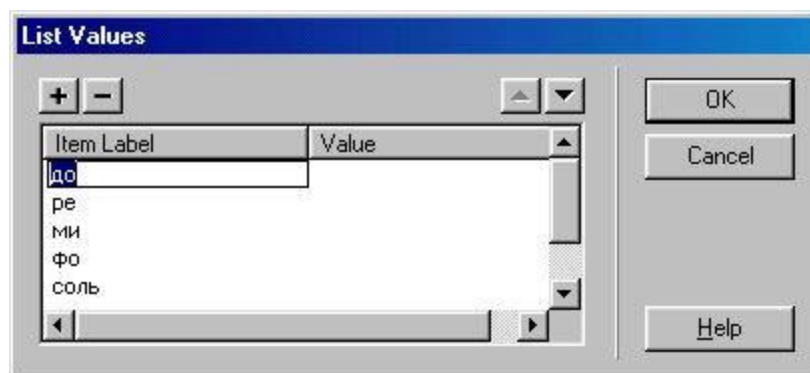 List Values
+ −
OK
Item Label Value
Cancel
до
ре
ми
фо
соль
Help